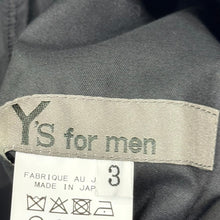 Y's for men
FABRIQUE AU J
MADE IN JAP
3